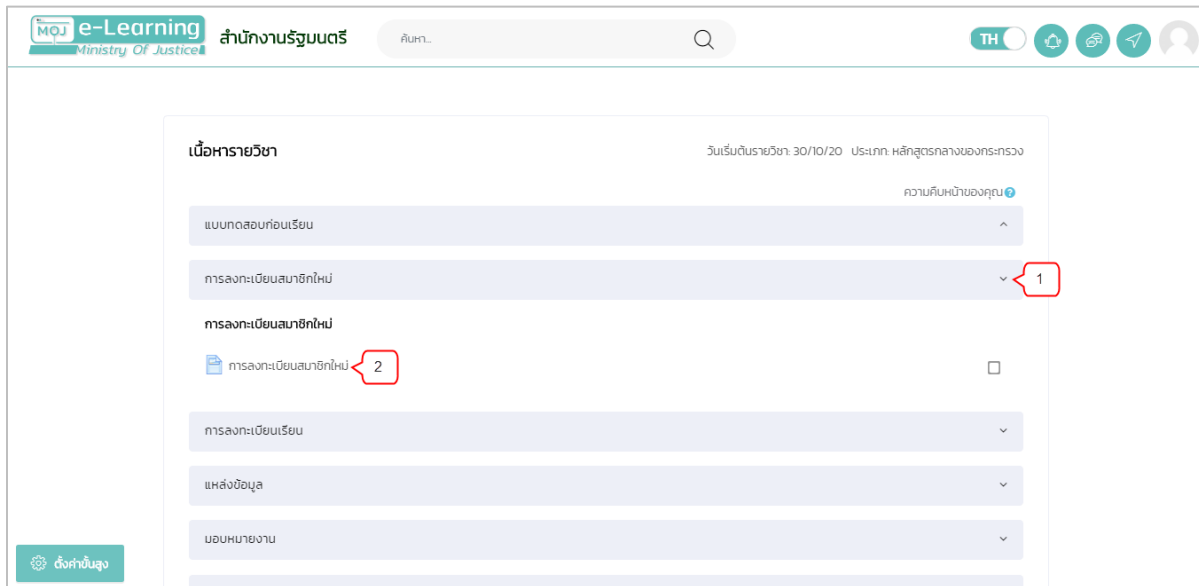 MOJ e-Learning
Ministry Of Justice
สำนักงานรัฐมนตรี
ค้นหา...
TH
เนื้อหารายวิชา
วันเริ่มต้นรายวิชา: 30/10/20 ประเภท: หลักสูตรกลางของกระทรวง
ความคืบหน้าของคุณ
แบบทดสอบก่อนเรียน
การลงทะเบียนสมาชิกใหม่
1
การลงทะเบียนสมาชิกใหม่
การลงทะเบียนสมาชิกใหม่
2
การลงทะเบียนเรียน
แหล่งข้อมูล
มอบหมายงาน
ตั้งค่าขั้นสูง